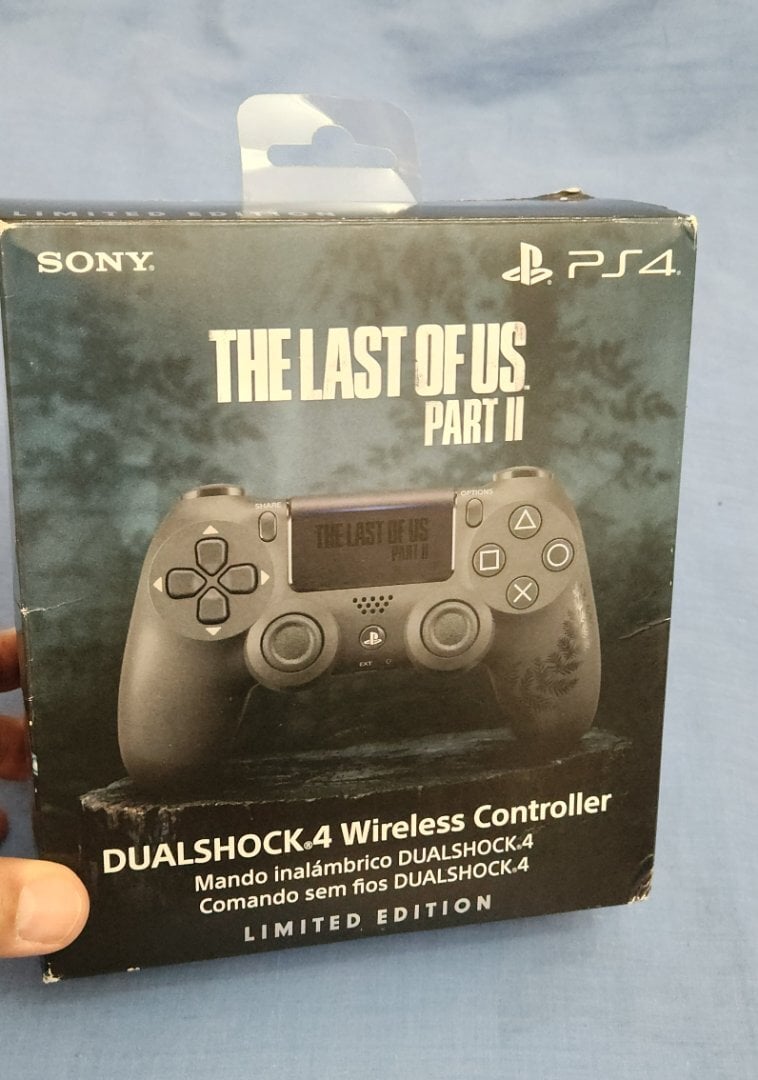 LIMITED EDITION
SONY.
PS4.
THE LAST OF US
PART II
SHARE
OPTIONS
THE LAST OF US
PART II
EXT
DUALSHOCK®4 Wireless Controller
Mando inalámbrico DUALSHOCK®4
Comando sem fios DUALSHOCK®4
LIMITED EDITION